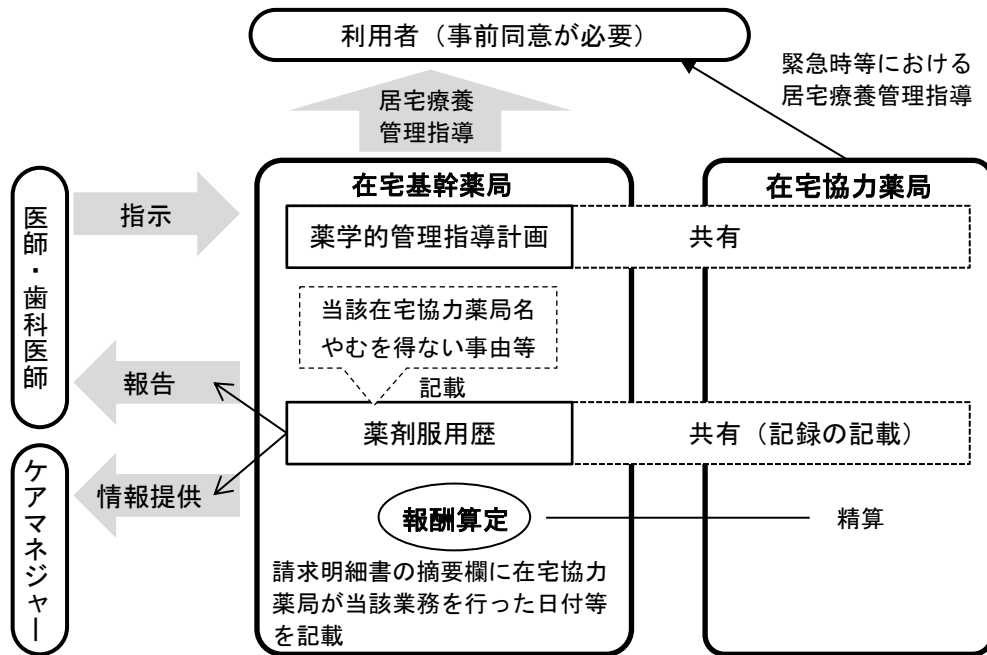 利用者（事前同意が必要）
緊急時等における
居宅療養管理指導
居宅療養
管理指導
医師・歯科医師
指示
報告
ケアマネジャー
情報提供
在宅基幹薬局
薬学的管理指導計画
当該在宅協力薬局名
やむを得ない事由等
記載
薬剤服用歴
報酬算定
請求明細書の摘要欄に在宅協力
薬局が当該業務を行った日付等
を記載
在宅協力薬局
共有
共有（記録の記載）
精算